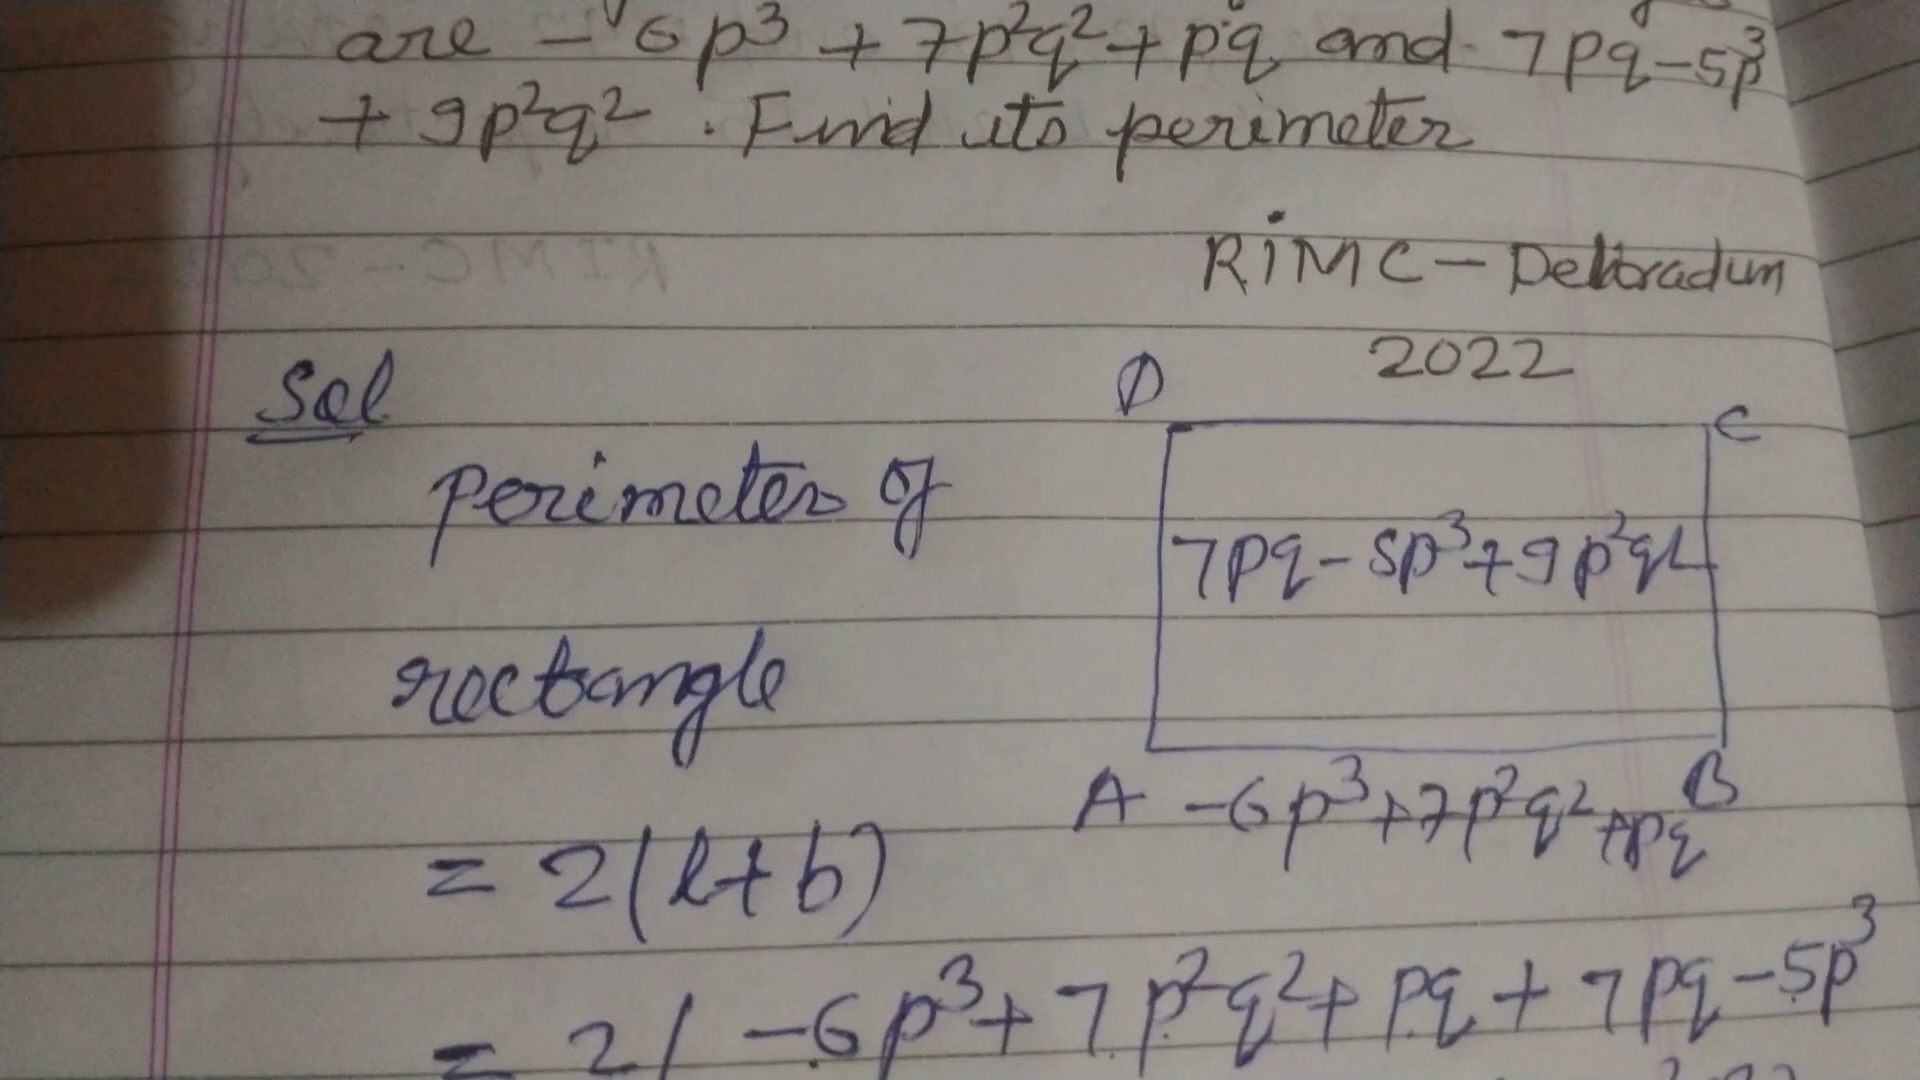 are - 6p³ + 7p²q² + pq and 7pq - 5p³
+ 9p²q². Find its perimeter
RIMC - Dehradun
2022
Sol
D
C
perimeter of
7pq - 5p³ + 9p²q²
rectangle
A - 6p³ + 7p²q² + pq B
= 2(l + b)
= 2( - 6p³ + 7p²q² + pq + 7pq - 5p³